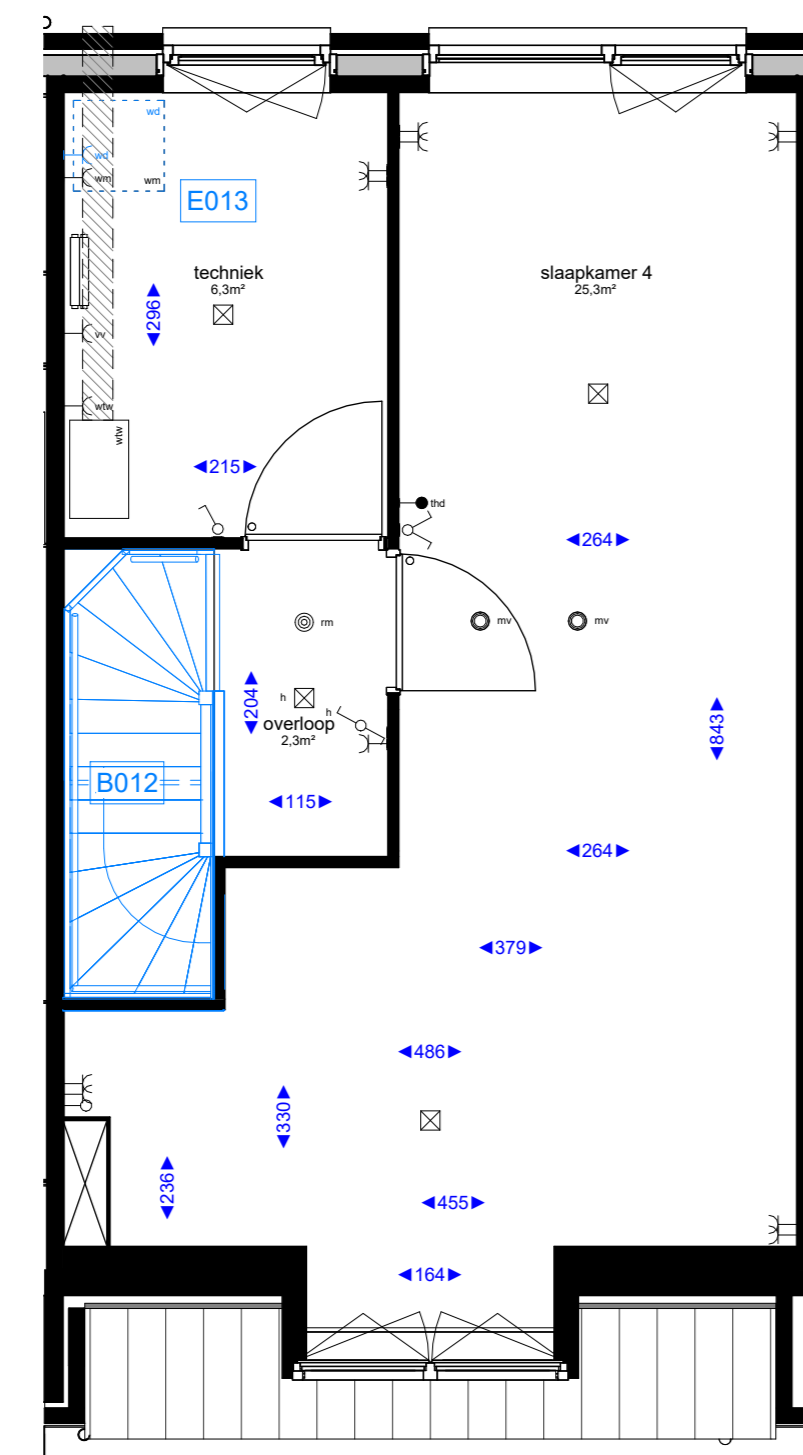 wd
wd
wm
wm
E013
techniek
6,3m²
slaapkamer 4
25,3m²
296
vv
wtw
wtw
215
thd
264
rm
mv
mv
204
h
h
overloop
2,3m²
843
B012
115
264
379
486
330
236
455
164